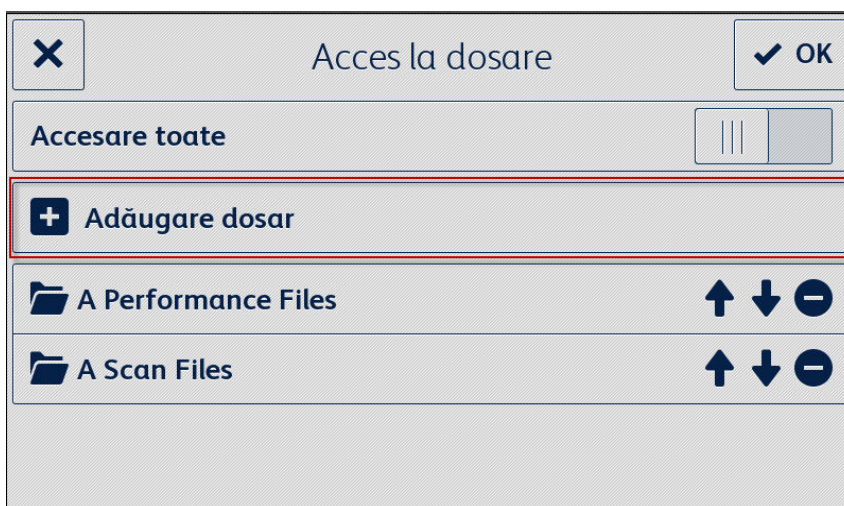 Acces la dosare
OK
Accesare toate
Adăugare dosar
A Performance Files
A Scan Files